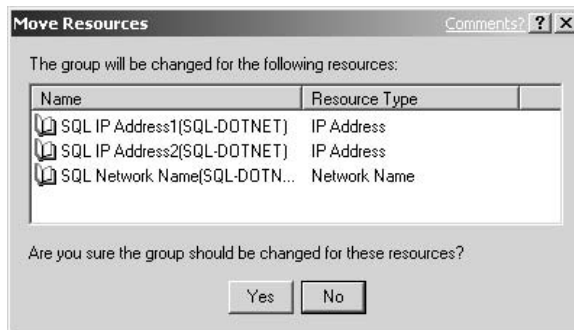 Move Resources Comments? ? X
The group will be changed for the following resources:
Name Resource Type
SQL IP Address1(SQL-DOTNET) IP Address
SQL IP Address2(SQL-DOTNET) IP Address
SQL Network Name(SQL-DOTN... Network Name
Are you sure the group should be changed for these resources?
Yes No